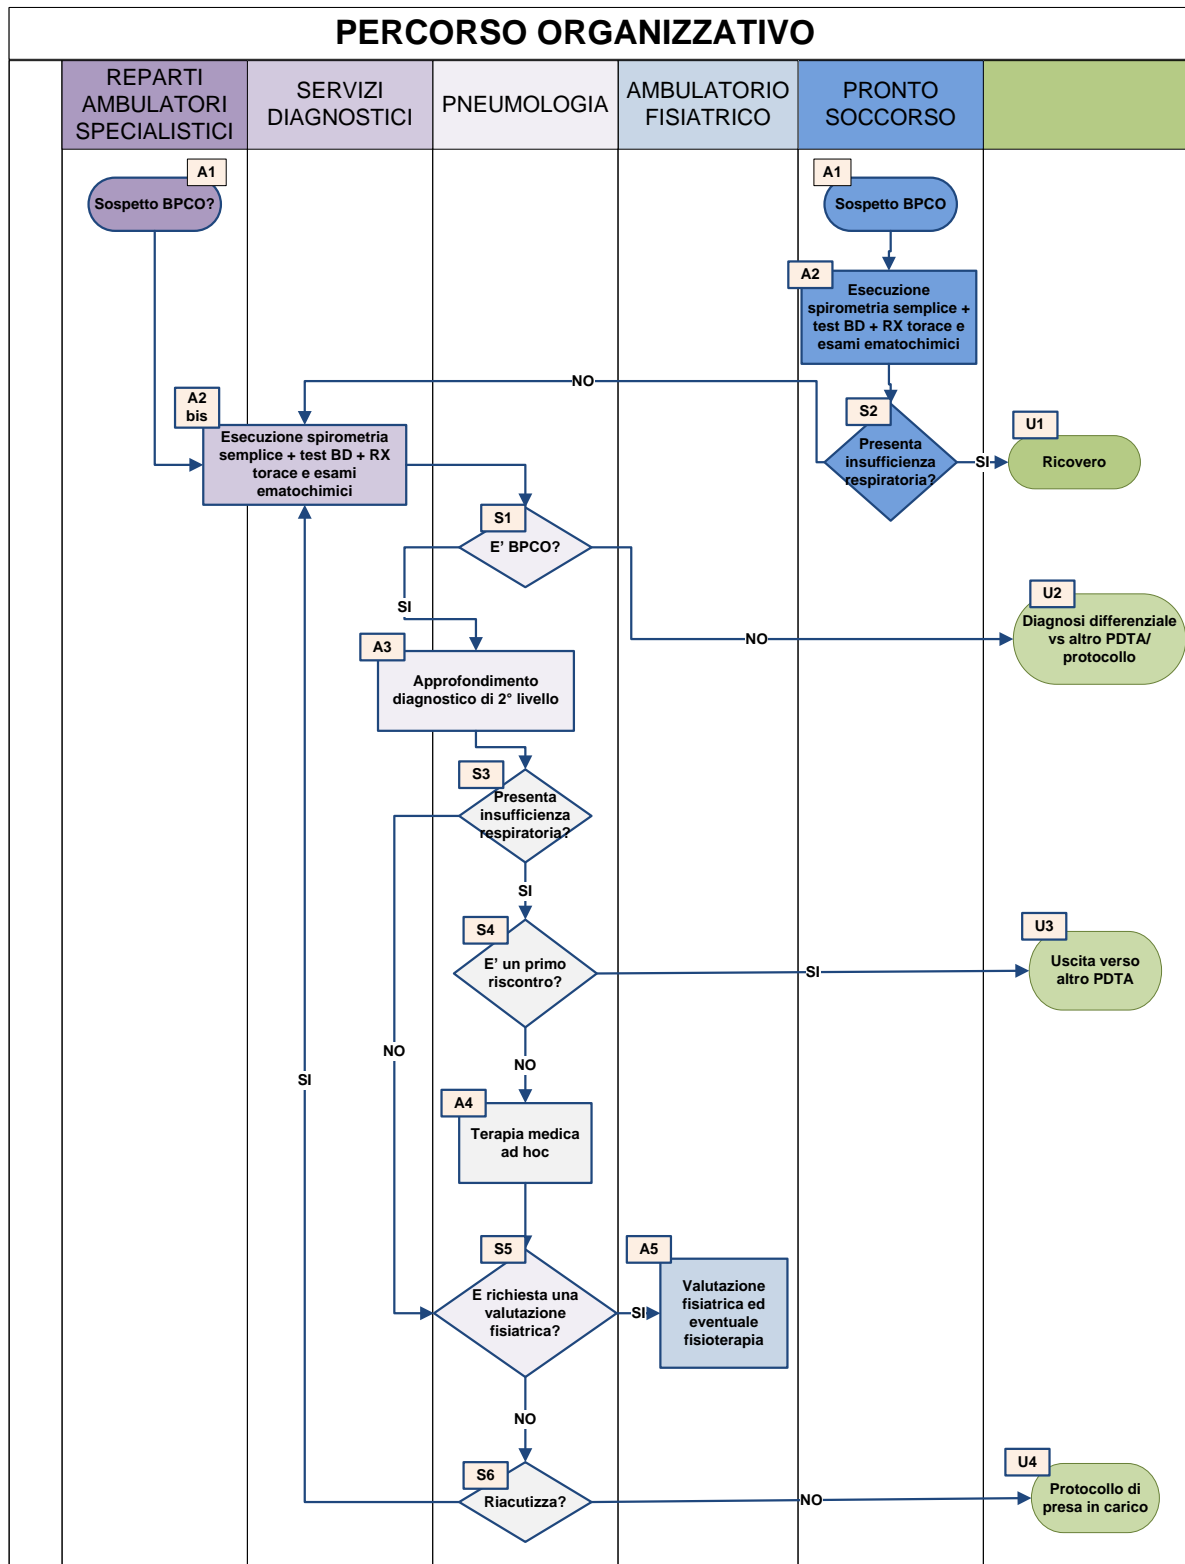 PERCORSO ORGANIZZATIVO
REPARTI
AMBULATORI
SPECIALISTICI
SERVIZI
DIAGNOSTICI
PNEUMOLOGIA
AMBULATORIO
FISIATRICO
PRONTO
SOCCORSO
A1
Sospetto BPCO?
A1
Sospetto BPCO
A2
Esecuzione
spirometria semplice +
test BD + RX torace e
esami ematochimici
NO
A2
bis
Esecuzione spirometria
semplice + test BD + RX
torace e esami
ematochimici
S2
Presenta
insufficienza
respiratoria?
SI
U1
Ricovero
S1
E' BPCO?
SI
NO
U2
Diagnosi differenziale
vs altro PDTA/
protocollo
A3
Approfondimento
diagnostico di 2° livello
S3
Presenta
insufficienza
respiratoria?
SI
S4
E' un primo
riscontro?
SI
U3
Uscita verso
altro PDTA
NO
NO
SI
A4
Terapia medica
ad hoc
S5
E richiesta una
valutazione
fisiatrica?
SI
A5
Valutazione
fisiatrica ed
eventuale
fisioterapia
NO
S6
Riacutizza?
NO
U4
Protocollo di
presa in carico